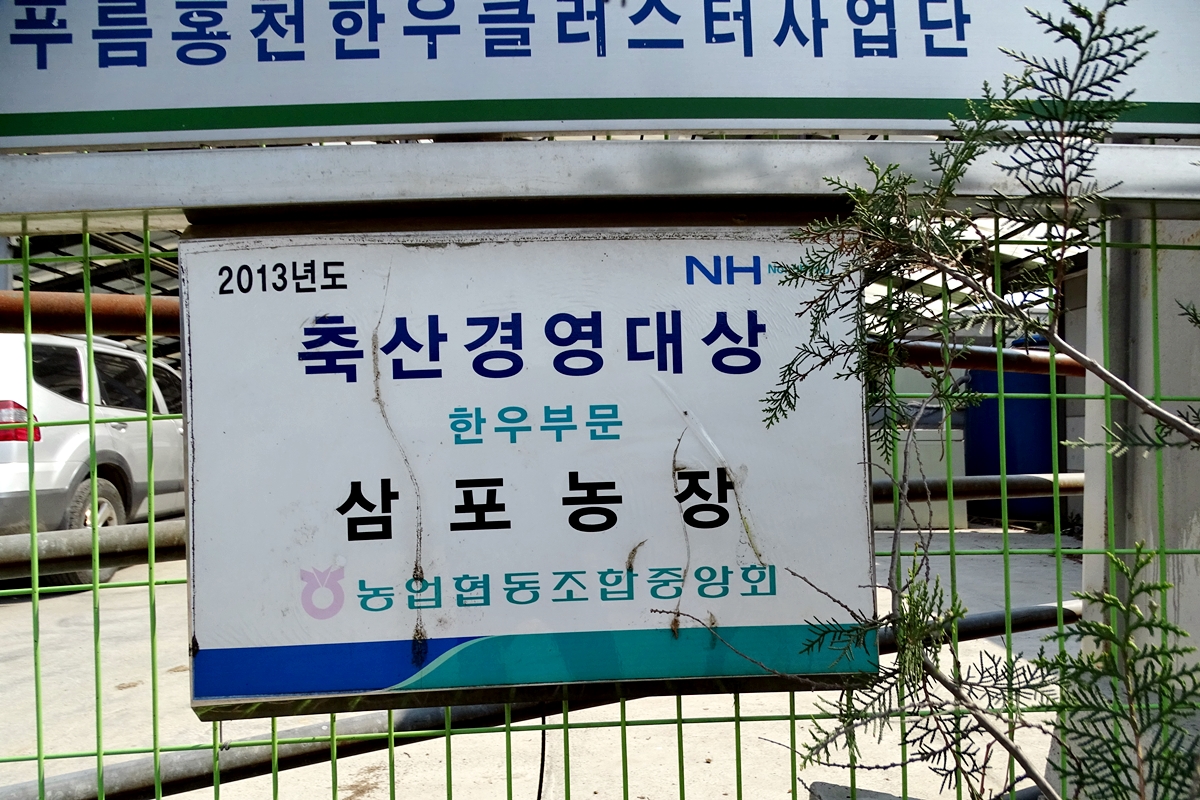 푸름홍천한우클러스터사업단
2013년도
NH
축산경영대상
한우부문
삼포농장
농업협동조합중앙회